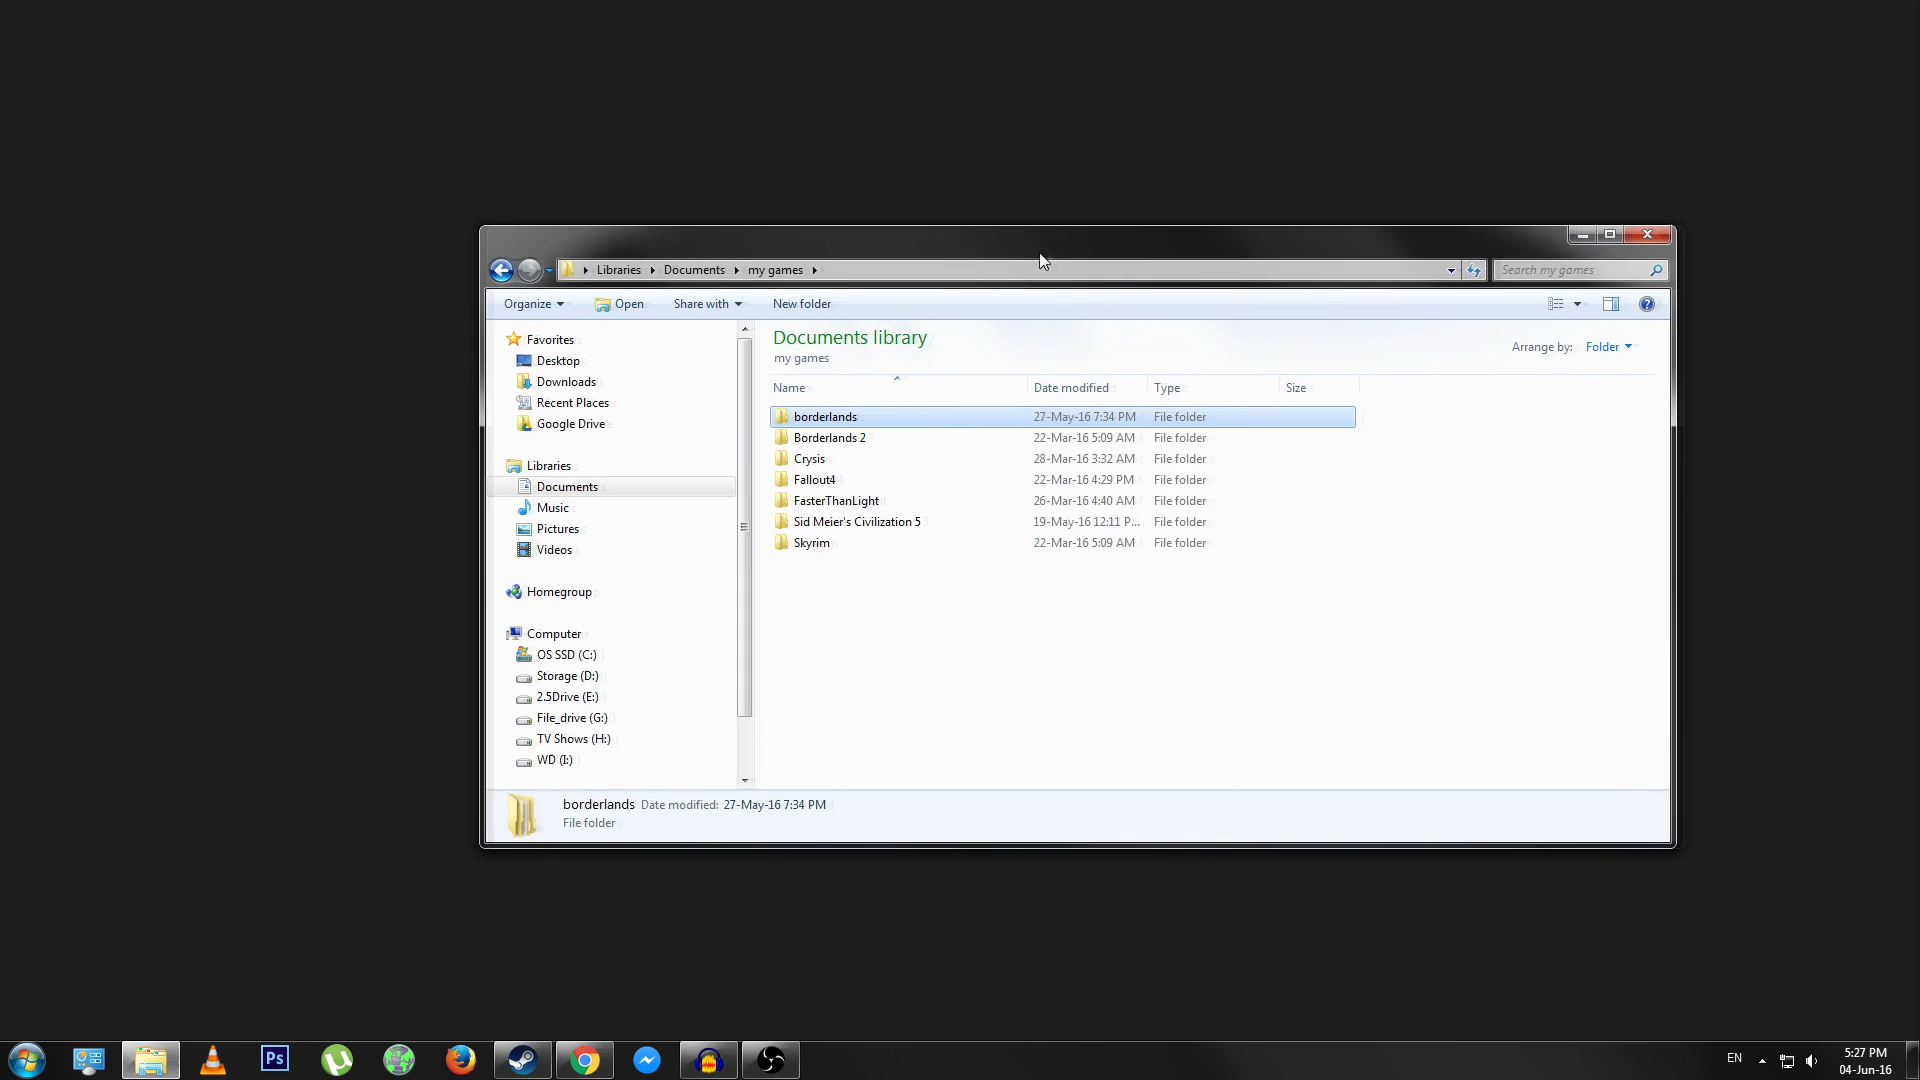 Libraries Documents my games
Search my games
Organize Open Share with New folder
Favorites
Desktop
Downloads
Recent Places
Google Drive
Libraries
Documents
Music
Pictures
Videos
Homegroup
Computer
OS SSD (C:)
Storage (D:)
2.5Drive (E:)
File_drive (G:)
TV Shows (H:)
WD (I:)
Documents library
my games
Arrange by: Folder
Name Date modified Type Size
borderlands 27-May-16 7:34 PM File folder
Borderlands 2 22-Mar-16 5:09 AM File folder
Crysis 28-Mar-16 3:32 AM File folder
Fallout4 22-Mar-16 4:29 PM File folder
FasterThanLight 26-Mar-16 4:40 AM File folder
Sid Meier's Civilization 5 19-May-16 12:11 P... File folder
Skyrim 22-Mar-16 5:09 AM File folder
borderlands Date modified: 27-May-16 7:34 PM
File folder
Ps
EN
5:27 PM
04-Jun-16